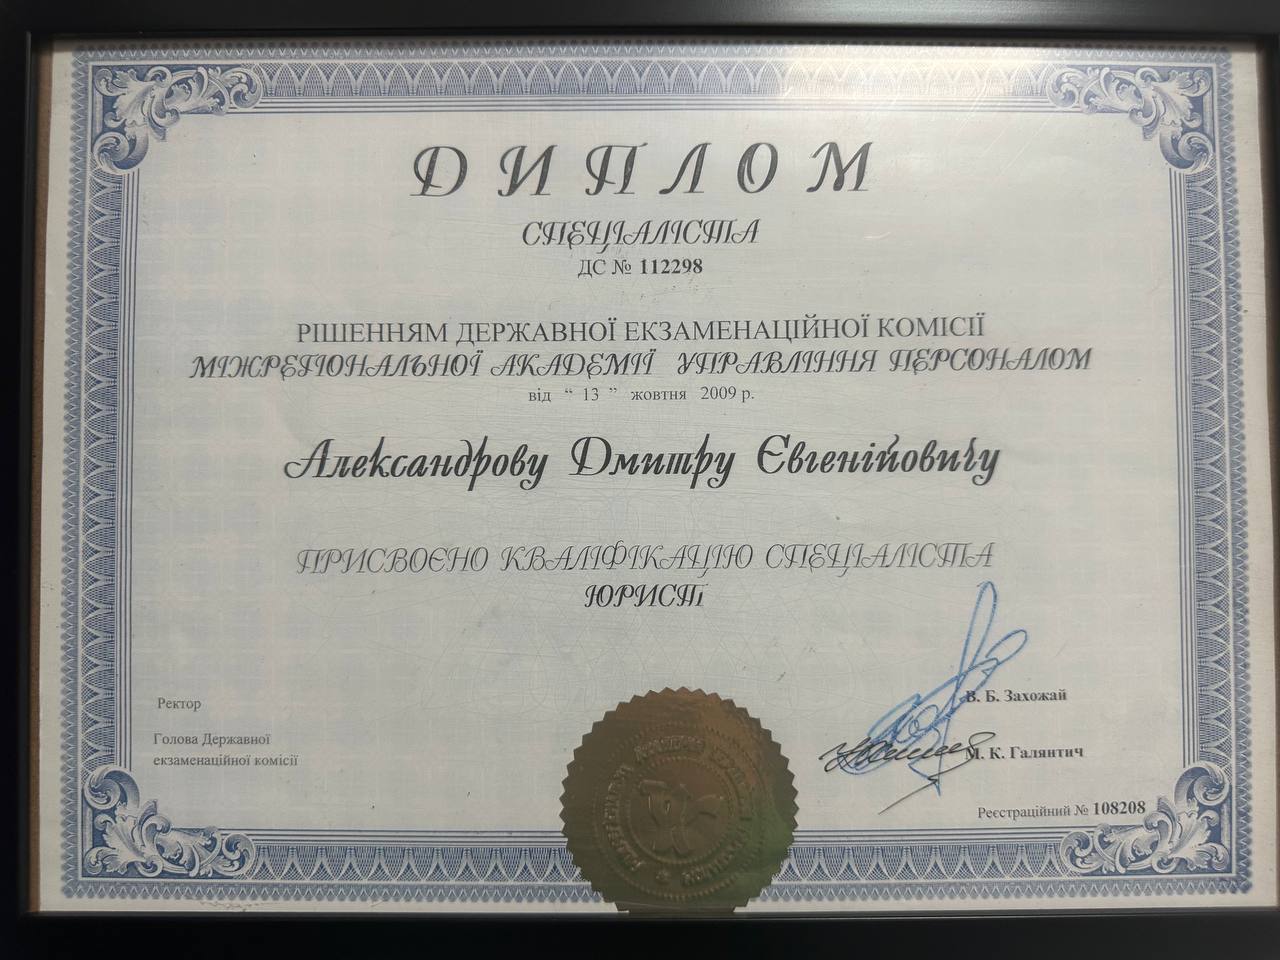 ДИПЛОМ
СПЕЦІАЛІСТА
ДС № 112298
РІШЕННЯМ ДЕРЖАВНОЇ ЕКЗАМЕНАЦІЙНОЇ КОМІСІЇ
МІЖРЕГІОНАЛЬНОЇ АКАДЕМІЇ УПРАВЛІННЯ ПЕРСОНАЛОМ
від “ 13 ” жовтня 2009 р.
Александрову Дмитру Євгенійовичу
ПРИСВОЄНО КВАЛІФІКАЦІЮ СПЕЦІАЛІСТА
ЮРИСТ
Ректор
В. Б. Захожай
Голова Державної
екзаменаційної комісії
М. К. Галянтич
Реєстраційний № 108208